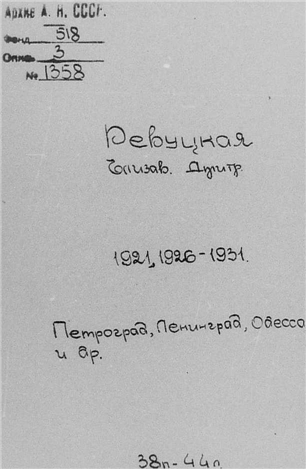 Архив А. Н. СССР.
Фонд 518
Опись 3
№ 1358
Ревуцкая
Елизав. Дмитр.
1921, 1926-1931.
Петроград, Ленинград, Одесса
и др.
38п-44л